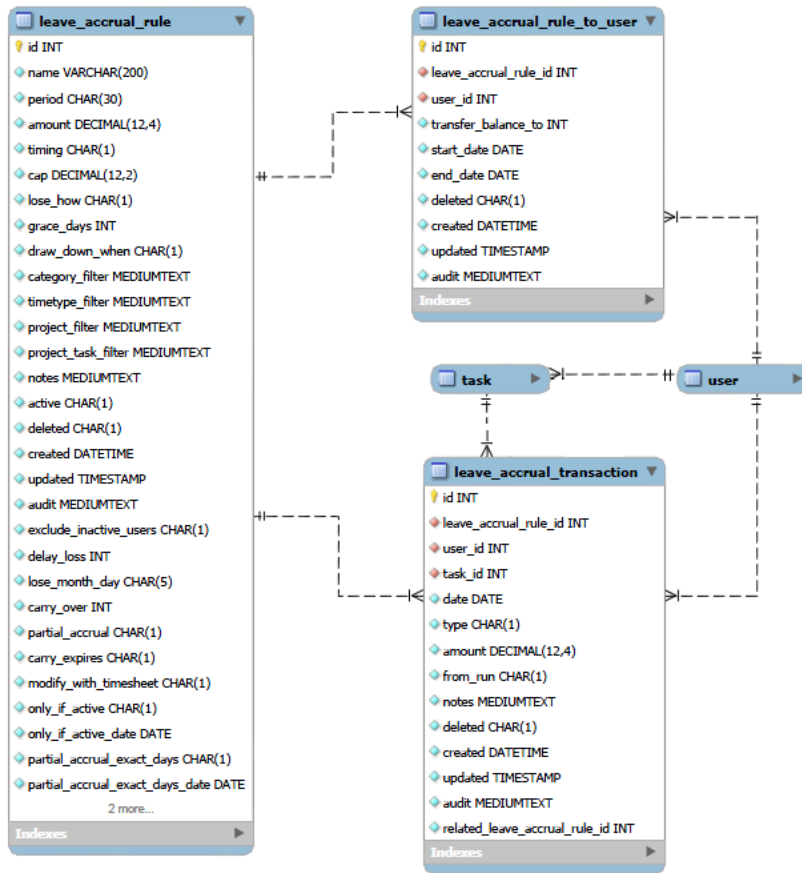 leave_accrual_rule
id INT
name VARCHAR(200)
period CHAR(30)
amount DECIMAL(12,4)
timing CHAR(1)
cap DECIMAL(12,2)
lose_how CHAR(1)
grace_days INT
draw_down_when CHAR(1)
category_filter MEDIUMTEXT
timetype_filter MEDIUMTEXT
project_filter MEDIUMTEXT
project_task_filter MEDIUMTEXT
notes MEDIUMTEXT
active CHAR(1)
deleted CHAR(1)
created DATETIME
updated TIMESTAMP
audit MEDIUMTEXT
exclude_inactive_users CHAR(1)
delay_loss INT
lose_month_day CHAR(5)
carry_over INT
partial_accrual CHAR(1)
carry_expires CHAR(1)
modify_with_timesheet CHAR(1)
only_if_active CHAR(1)
only_if_active_date DATE
partial_accrual_exact_days CHAR(1)
partial_accrual_exact_days_date DATE
2 more...
Indexes
leave_accrual_rule_to_user
id INT
leave_accrual_rule_id INT
user_id INT
transfer_balance_to INT
start_date DATE
end_date DATE
deleted CHAR(1)
created DATETIME
updated TIMESTAMP
audit MEDIUMTEXT
Indexes
task
user
leave_accrual_transaction
id INT
leave_accrual_rule_id INT
user_id INT
task_id INT
date DATE
type CHAR(1)
amount DECIMAL(12,4)
from_run CHAR(1)
notes MEDIUMTEXT
deleted CHAR(1)
created DATETIME
updated TIMESTAMP
audit MEDIUMTEXT
related_leave_accrual_rule_id INT
Indexes